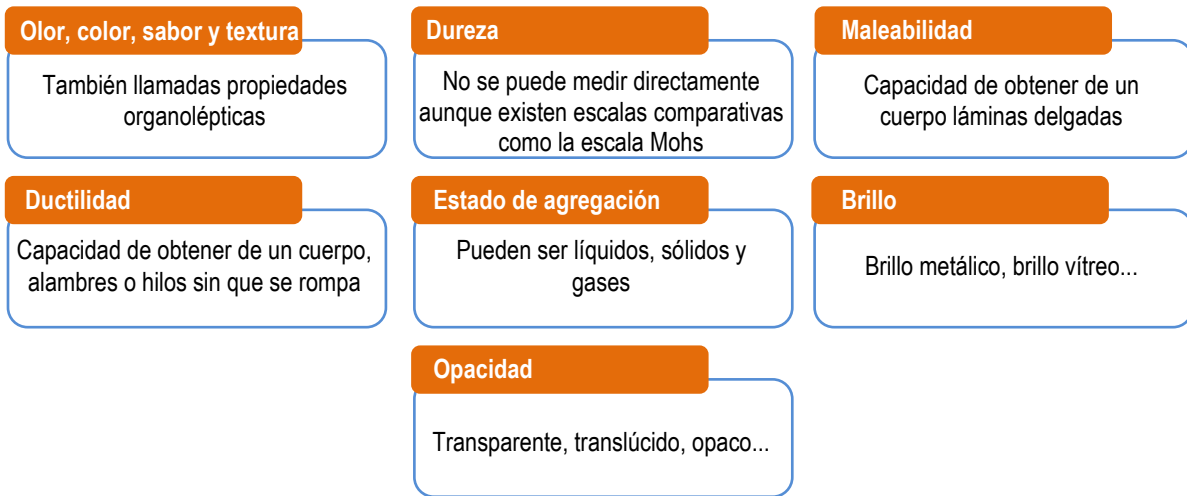 Olor, color, sabor y textura
También llamadas propiedades
organolépticas
Dureza
No se puede medir directamente
aunque existen escalas comparativas
como la escala Mohs
Maleabilidad
Capacidad de obtener de un
cuerpo láminas delgadas
Ductilidad
Capacidad de obtener de un cuerpo,
alambres o hilos sin que se rompa
Estado de agregación
Pueden ser líquidos, sólidos y
gases
Brillo
Brillo metálico, brillo vítreo...
Opacidad
Transparente, translúcido, opaco...